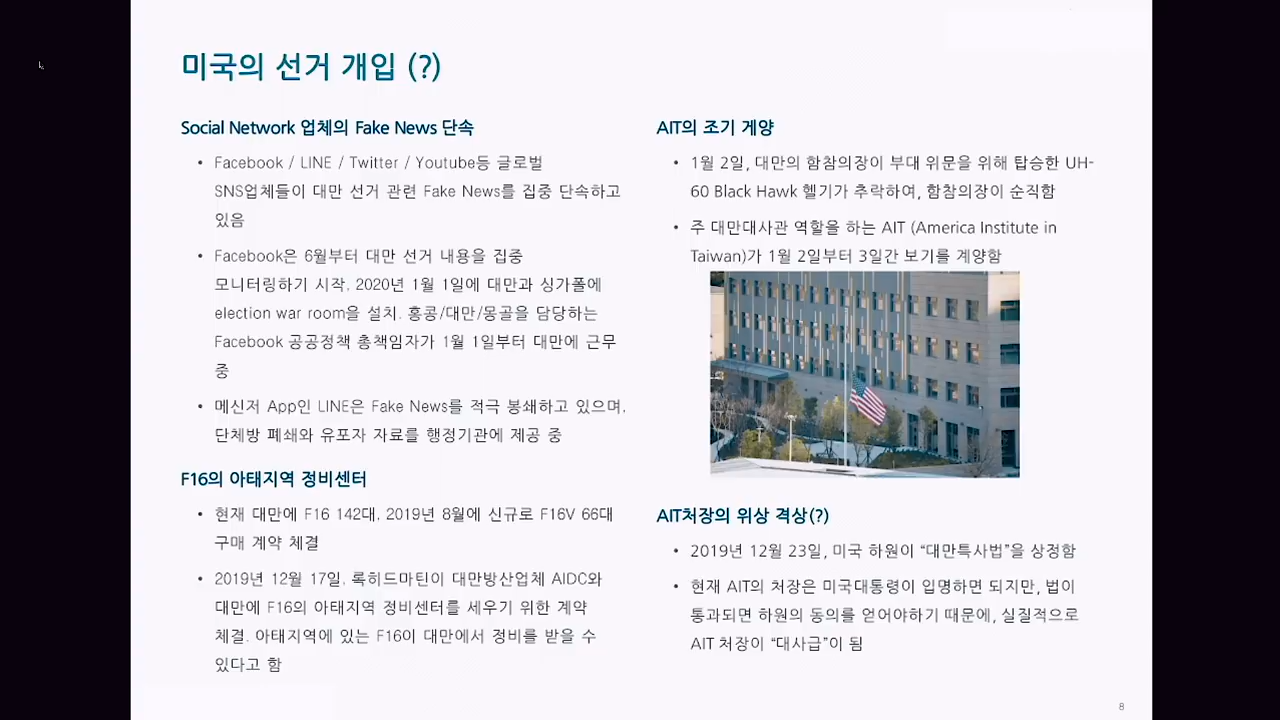 미국의 선거 개입 (?)
Social Network 업체의 Fake News 단속
• Facebook / LINE / Twitter / Youtube등 글로벌
SNS업체들이 대만 선거 관련 Fake News를 집중 단속하고
있음
• Facebook은 6월부터 대만 선거 내용을 집중
모니터링하기 시작. 2020년 1월 1일에 대만과 싱가폴에
election war room을 설치. 홍콩/대만/몽골을 담당하는
Facebook 공공정책 총책임자가 1월 1일부터 대만에 근무
중
• 메신저 App인 LINE은 Fake News를 적극 봉쇄하고 있으며,
단체방 폐쇄와 유포자 자료를 행정기관에 제공 중
F16의 아태지역 정비센터
• 현재 대만에 F16 142대. 2019년 8월에 신규로 F16V 66대
구매 계약 체결
• 2019년 12월 17일. 록히드마틴이 대만방산업체 AIDC와
대만에 F16의 아태지역 정비센터를 세우기 위한 계약
체결. 아태지역에 있는 F16이 대만에서 정비를 받을 수
있다고 함
AIT의 조기 게양
• 1월 2일, 대만의 함참의장이 부대 위문을 위해 탑승한 UH-
60 Black Hawk 헬기가 추락하여, 함참의장이 순직함
• 주 대만대사관 역할을 하는 AIT (America Institute in
Taiwan)가 1월 2일부터 3일간 보기를 계양함
AIT처장의 위상 격상(?)
• 2019년 12월 23일, 미국 하원이 “대만특사법”을 상정함
• 현재 AIT의 처장은 미국대통령이 입명하면 되지만, 법이
통과되면 하원의 동의를 얻어야하기 때문에, 실질적으로
AIT 처장이 “대사급”이 됨
8